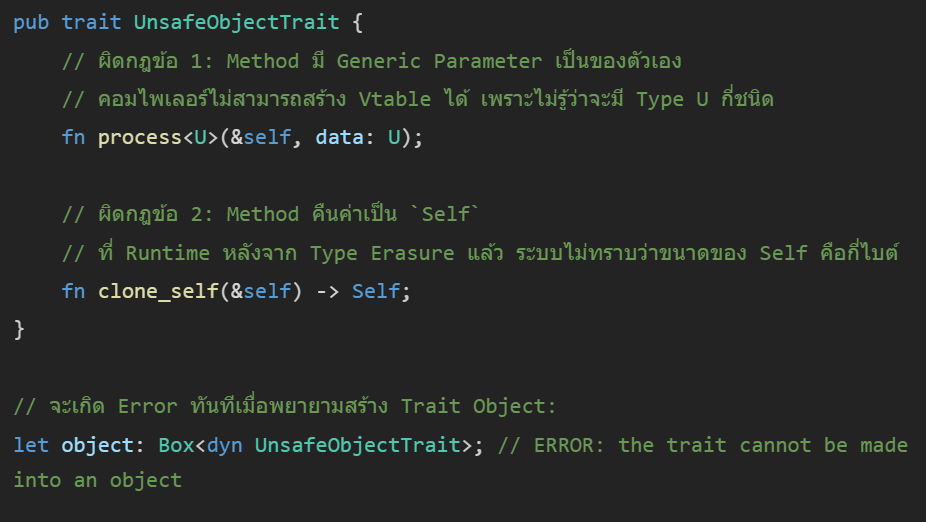 pub trait UnsafeObjectTrait {
    // ผิดกฎข้อ 1: Method มี Generic Parameter เป็นของตัวเอง
    // คอมไพเลอร์ไม่สามารถสร้าง Vtable ได้ เพราะไม่รู้ว่าจะมี Type U กี่ชนิด
    fn process<U>(&self, data: U);

    // ผิดกฎข้อ 2: Method คืนค่าเป็น `Self`
    // ที่ Runtime หลังจาก Type Erasure แล้ว ระบบไม่ทราบว่าขนาดของ Self คือกี่ไบต์
    fn clone_self(&self) -> Self;
}

// จะเกิด Error ทันทีเมื่อพยายามสร้าง Trait Object:
let object: Box<dyn UnsafeObjectTrait>; // ERROR: the trait cannot be made
into an object